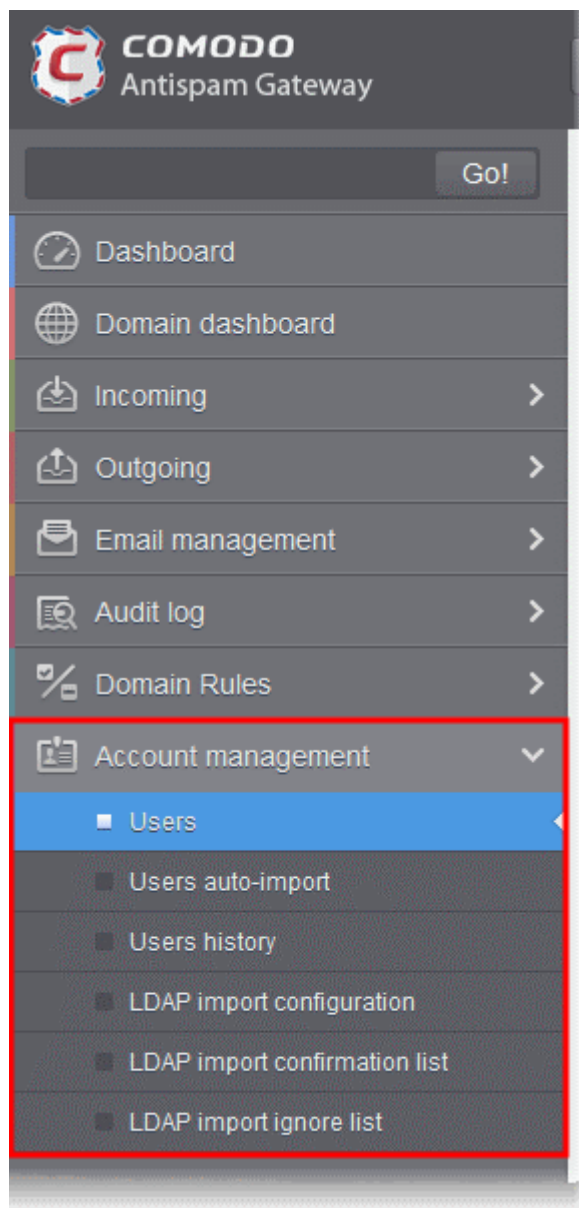 COMODO
Antispam Gateway
Go!
Dashboard
Domain dashboard
Incoming
Outgoing
Email management
Audit log
Domain Rules
Account management
Users
Users auto-import
Users history
LDAP import configuration
LDAP import confirmation list
LDAP import ignore list